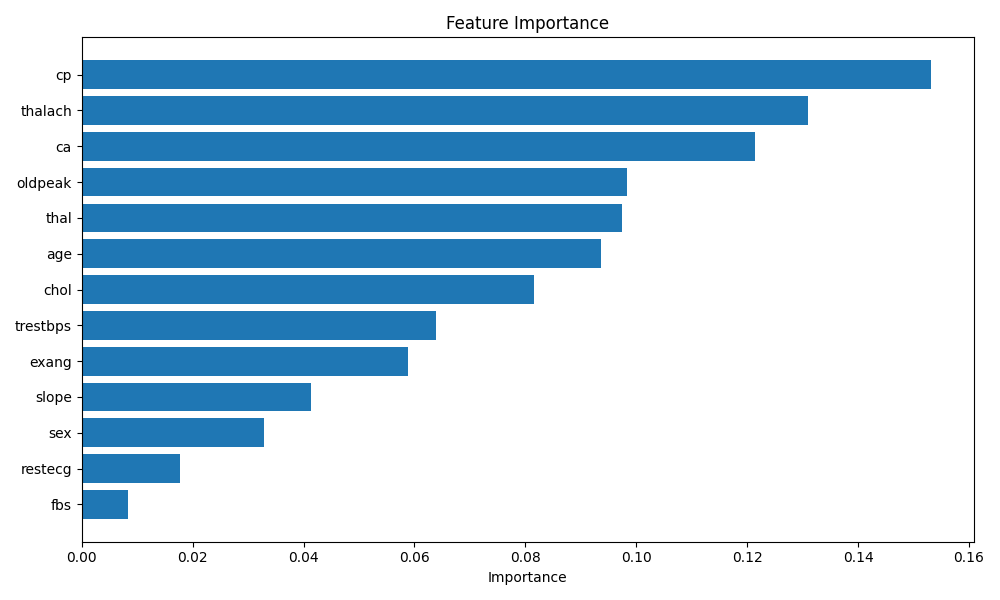 Feature Importance
cp
thalach
ca
oldpeak
thal
age
chol
trestbps
exang
slope
sex
restecg
fbs
0.00 0.02 0.04 0.06 0.08 0.10 0.12 0.14 0.16
Importance